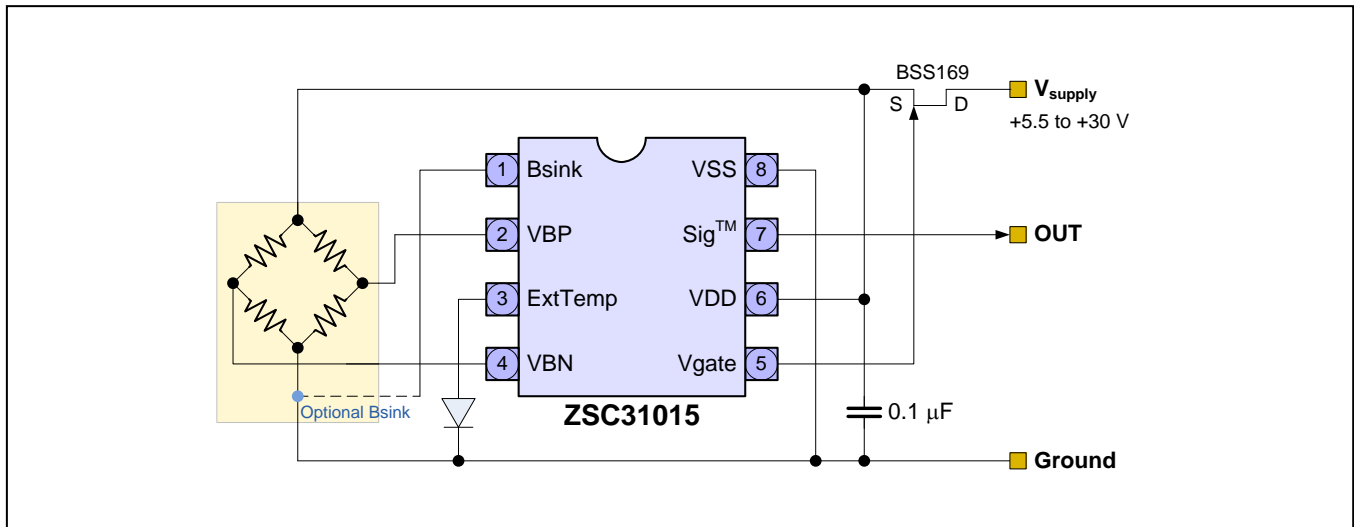 BSS169
S D
V_supply
+5.5 to +30 V
1 Bsink VSS 8
2 VBP Sig™ 7 OUT
3 ExtTemp VDD 6
4 VBN Vgate 5
Optional Bsink
ZSC31015
0.1 μF
Ground